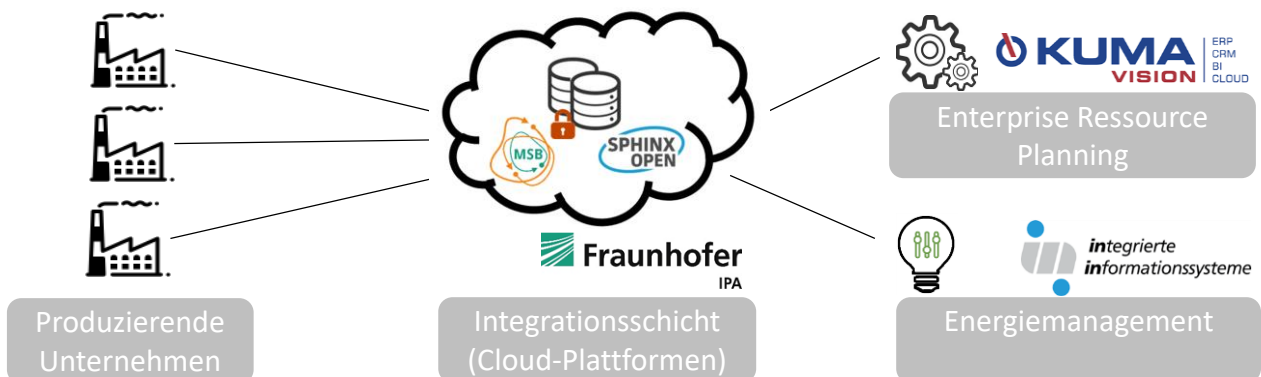 MSB
SPHINX
OPEN
Fraunhofer
IPA
KUMA
VISION
ERP
CRM
BI
CLOUD
Enterprise Ressource
Planning
in
integrierte
informationssysteme
Produzierende
Unternehmen
Integrationsschicht
(Cloud-Plattformen)
Energiemanagement